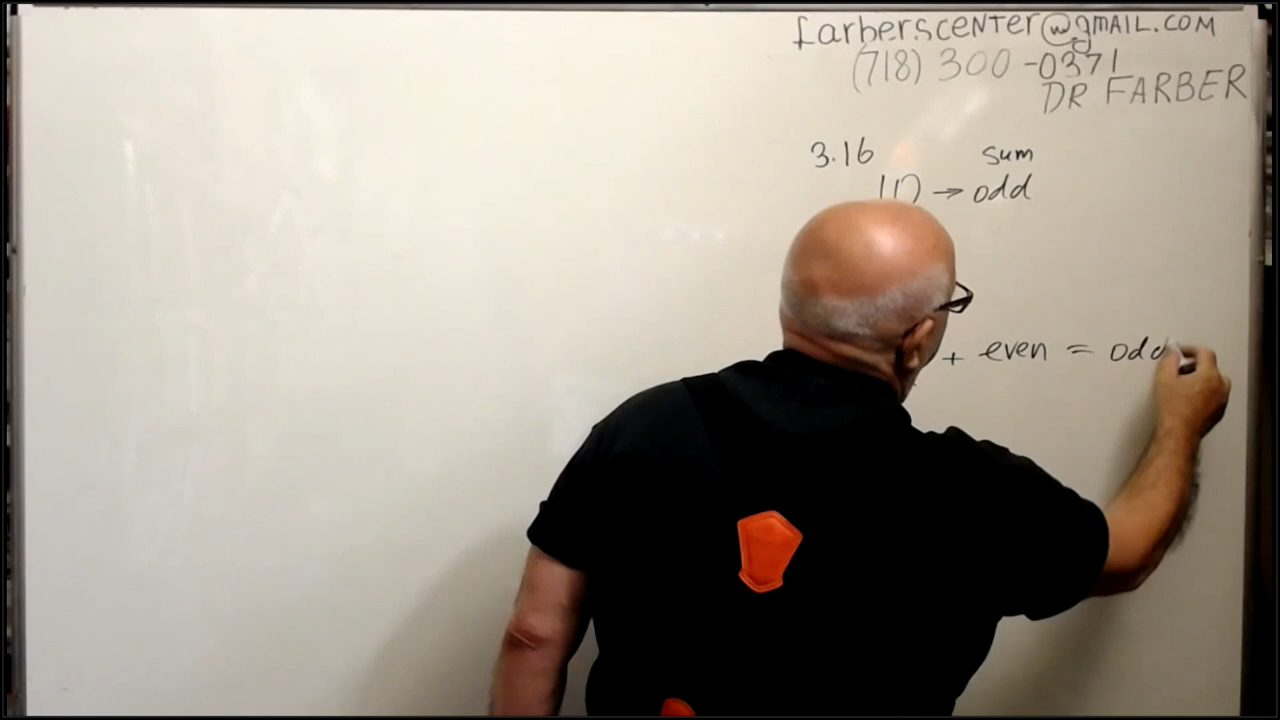 farberscenter@gmail.com
(718) 300-0371
DR FARBER
3.16 sum
→ odd
+ even = odd